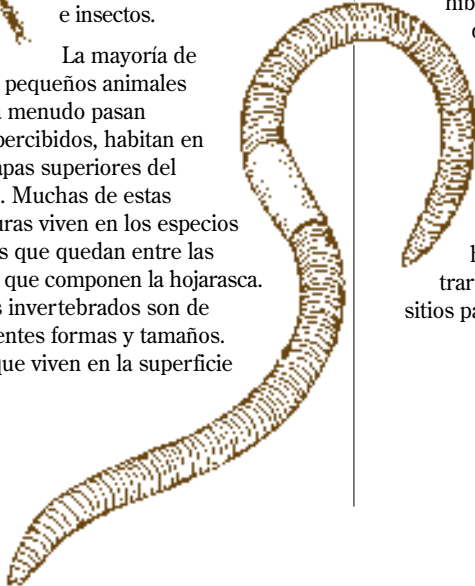 e insectos.
La mayoría de
pequeños animales
menudo pasan
percibidos, habitan en
apas superiores del
. Muchas de estas
uras viven en los especios
s que quedan entre las
que componen la hojarasca.
s invertebrados son de
entes formas y tamaños.
que viven en la superficie
hib
trar
sitios pa